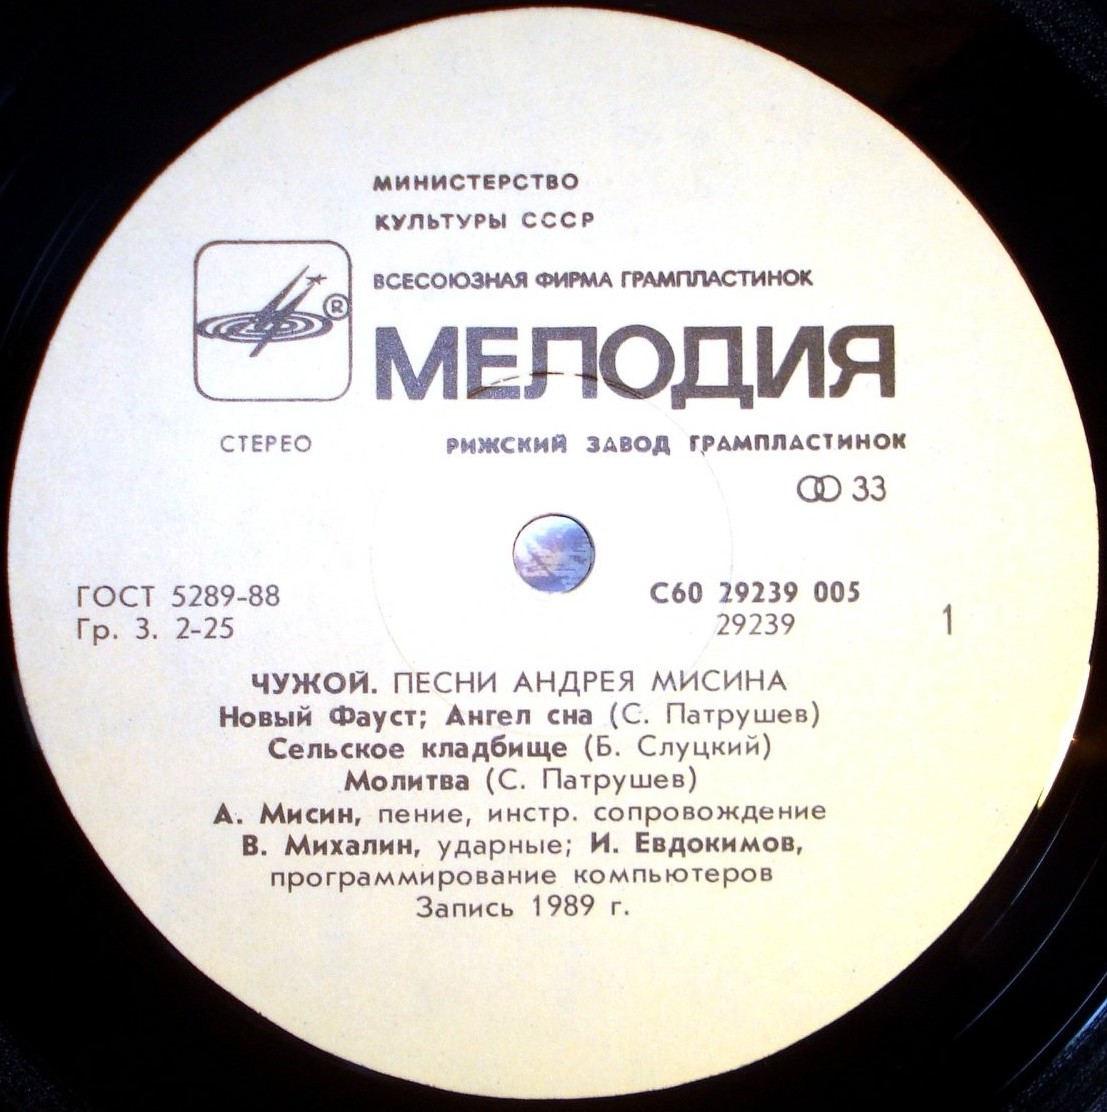 МИНИСТЕРСТВО
КУЛЬТУРЫ СССР
ВСЕСОЮЗНАЯ ФИРМА ГРАМПЛАСТИНОК
®
МЕЛОДИЯ
СТЕРЕО
РИЖСКИЙ ЗАВОД ГРАМПЛАСТИНОК
33
ГОСТ 5289-88
Гр. 3. 2-25
С60 29239 005
29239
1
ЧУЖОЙ. ПЕСНИ АНДРЕЯ МИСИНА
Новый Фауст; Ангел сна (С. Патрушев)
Сельское кладбище (Б. Слуцкий)
Молитва (С. Патрушев)
А. Мисин, пение, инстр. сопровождение
В. Михалин, ударные; И. Евдокимов,
программирование компьютеров
Запись 1989 г.